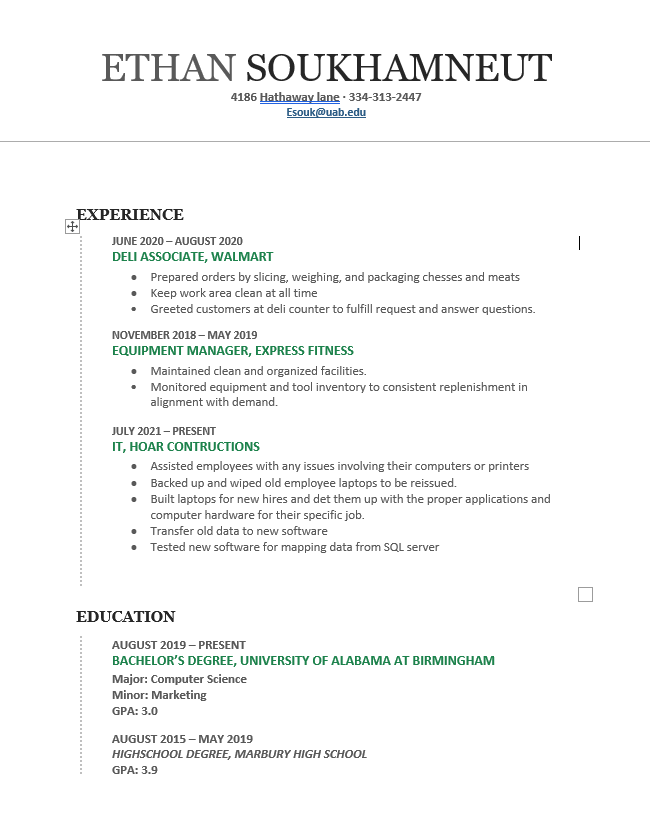 ETHAN SOUKHAMNEUT
4186 Hathaway lane · 334-313-2447
Esouk@uab.edu
EXPERIENCE
JUNE 2020 – AUGUST 2020
DELI ASSOCIATE, WALMART
• Prepared orders by slicing, weighing, and packaging chesses and meats
• Keep work area clean at all time
• Greeted customers at deli counter to fulfill request and answer questions.
NOVEMBER 2018 – MAY 2019
EQUIPMENT MANAGER, EXPRESS FITNESS
• Maintained clean and organized facilities.
• Monitored equipment and tool inventory to consistent replenishment in
alignment with demand.
JULY 2021 – PRESENT
IT, HOAR CONTRUCTIONS
• Assisted employees with any issues involving their computers or printers
• Backed up and wiped old employee laptops to be reissued.
• Built laptops for new hires and det them up with the proper applications and
computer hardware for their specific job.
• Transfer old data to new software
• Tested new software for mapping data from SQL server
EDUCATION
AUGUST 2019 – PRESENT
BACHELOR’S DEGREE, UNIVERSITY OF ALABAMA AT BIRMINGHAM
Major: Computer Science
Minor: Marketing
GPA: 3.0
AUGUST 2015 – MAY 2019
HIGHSCHOOL DEGREE, MARBURY HIGH SCHOOL
GPA: 3.9